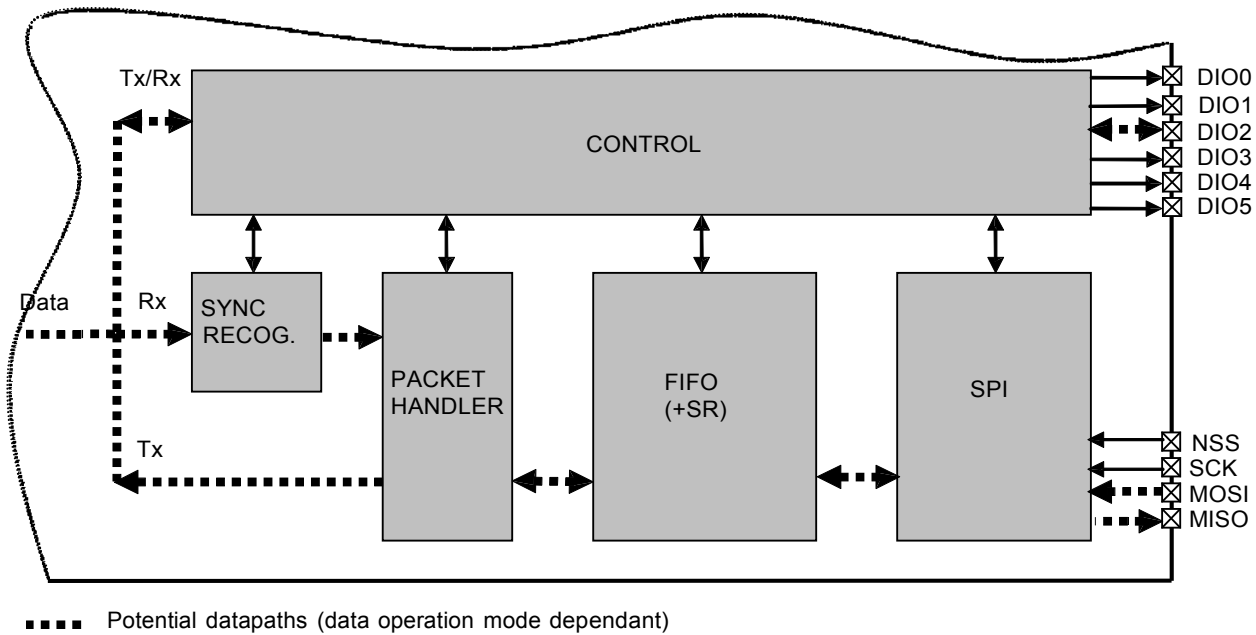 Tx/Rx
CONTROL
DIO0
DIO1
DIO2
DIO3
DIO4
DIO5
Data
Rx
SYNC
RECOG.
PACKET
HANDLER
FIFO
(+SR)
SPI
Tx
NSS
SCK
MOSI
MISO
Potential datapaths (data operation mode dependant)